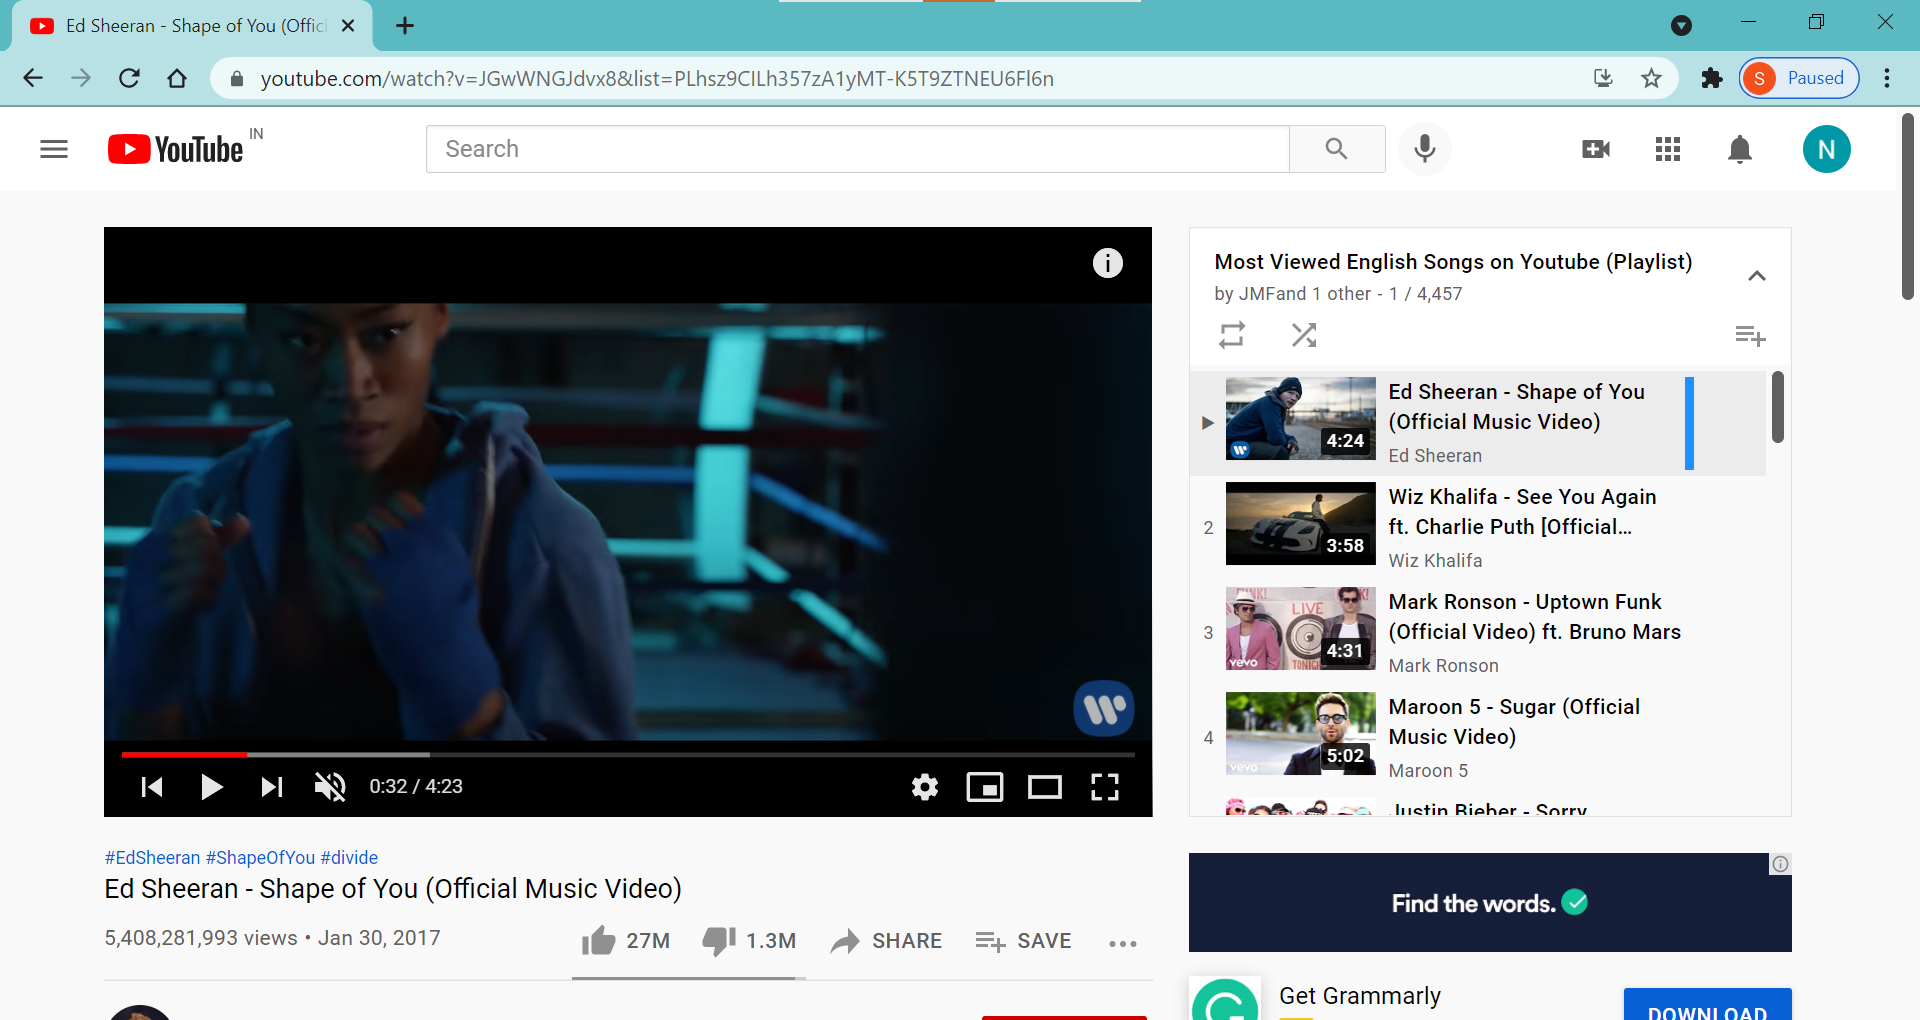 Ed Sheeran - Shape of You (Offici
youtube.com/watch?v=JGwWNGJdvx8&list=PLhsz9CILh357zA1yMT-K5T9ZTNEU6Fl6n
S Paused
YouTube IN
Search
N
Most Viewed English Songs on Youtube (Playlist)
by JMFand 1 other - 1 / 4,457
Ed Sheeran - Shape of You
(Official Music Video)
4:24
Ed Sheeran
Wiz Khalifa - See You Again
2
ft. Charlie Puth [Official...
3:58
Wiz Khalifa
Mark Ronson - Uptown Funk
LIVE
3
(Official Video) ft. Bruno Mars
4:31
vevo
Mark Ronson
Maroon 5 - Sugar (Official
4
Music Video)
5:02
vevo
Maroon 5
Justin Bieber - Sorry
0:32 / 4:23
#EdSheeran #ShapeOfYou #divide
Ed Sheeran - Shape of You (Official Music Video)
5,408,281,993 views • Jan 30, 2017
27M
1.3M
SHARE
SAVE
Find the words.
Get Grammarly
DOWNLOAD